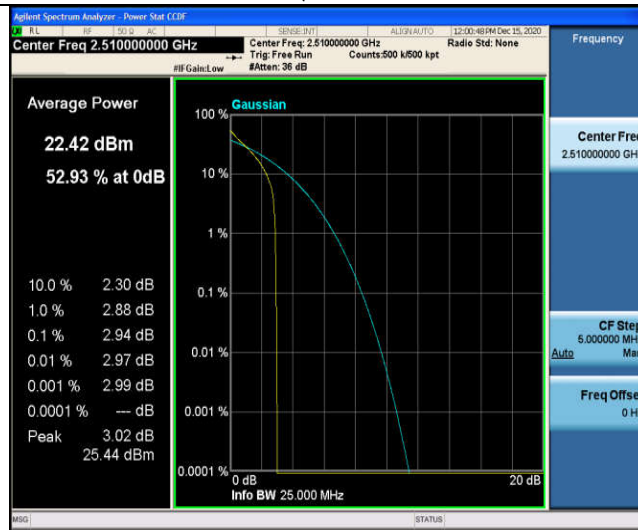 Agilent Spectrum Analyzer - Power Stat CCDF
RL RF 50 Ω AC SENSE:INT ALIGN AUTO 12:00:48 PM Dec 15, 2020
Center Freq 2.510000000 GHz
Center Freq: 2.510000000 GHz
Radio Std: None
Trig: Free Run Counts:500 k/500 kpt
#IFGain:Low
#Atten: 36 dB
Frequency
Average Power
22.42 dBm
52.93 % at 0dB
10.0 % 2.30 dB
1.0 % 2.88 dB
0.1 % 2.94 dB
0.01 % 2.97 dB
0.001 % 2.99 dB
0.0001 % --- dB
Peak 3.02 dB
25.44 dBm
Gaussian
100 %
10 %
1 %
0.1 %
0.01 %
0.001 %
0.0001 %
0 dB 20 dB
Info BW 25.000 MHz
Center Fre
2.510000000 GH
CF Step
5.000000 MH
Auto Ma
Freq Offse
0 H
MSG STATUS